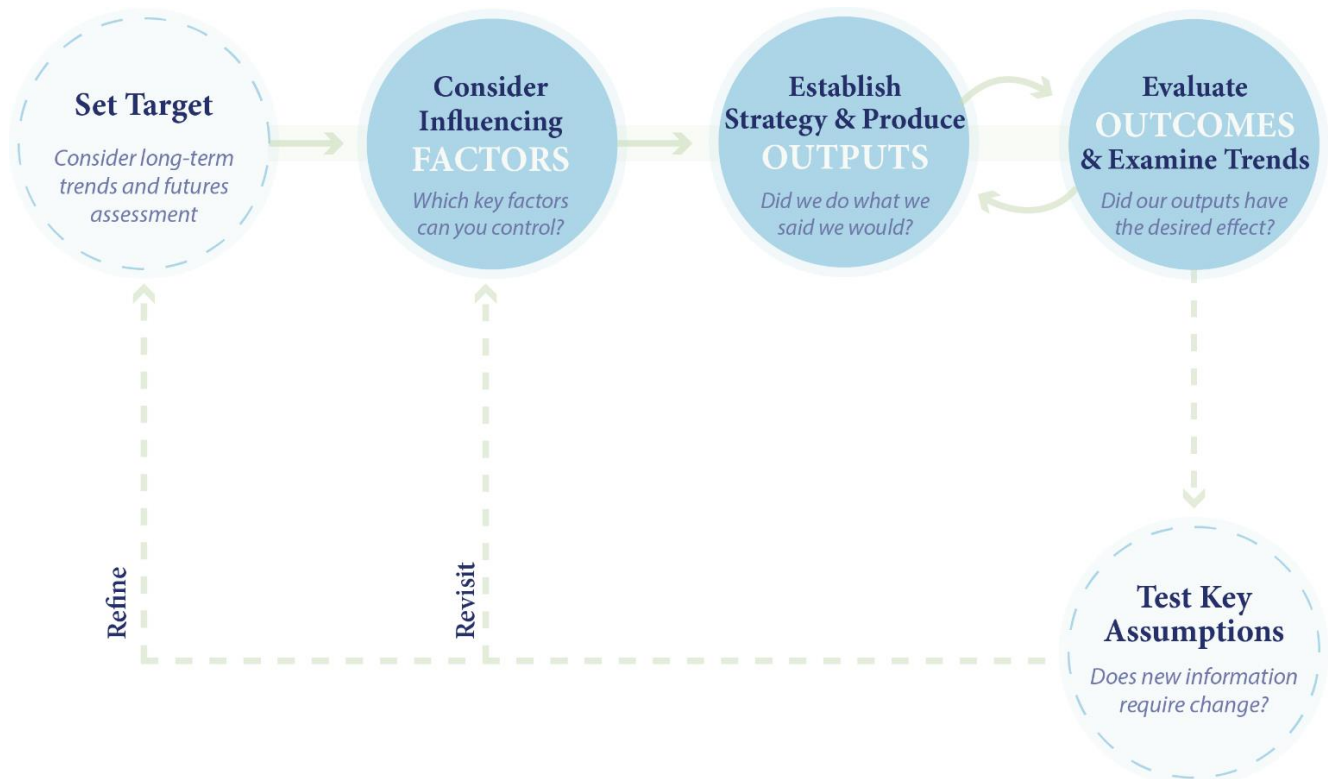 Set Target
Consider long-term
trends and futures
assessment
Consider
Influencing
FACTORS
Which key factors
can you control?
Establish
Strategy & Produce
OUTPUTS
Did we do what we
said we would?
Evaluate
OUTCOMES
& Examine Trends
Did our outputs have
the desired effect?
Refine
Revisit
Test Key
Assumptions
Does new information
require change?